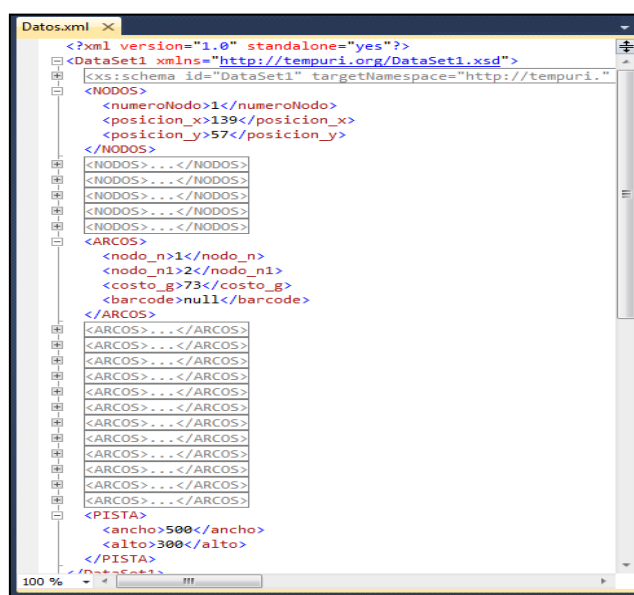 Datos.xml
<?xml version="1.0" standalone="yes"?>
<DataSet1 xmlns="http://tempuri.org/DataSet1.xsd">
<xs:schema id="DataSet1" targetNamespace="http://tempuri."
<NODOS>
<numeroNodo>1</numeroNodo>
<posicion_x>139</posicion_x>
<posicion_y>57</posicion_y>
</NODOS>
<NODOS>...</NODOS>
<NODOS>...</NODOS>
<NODOS>...</NODOS>
<NODOS>...</NODOS>
<NODOS>...</NODOS>
<ARCOS>
<nodo_n>1</nodo_n>
<nodo_n1>2</nodo_n1>
<costo_g>73</costo_g>
<barcode>null</barcode>
</ARCOS>
<ARCOS>...</ARCOS>
<ARCOS>...</ARCOS>
<ARCOS>...</ARCOS>
<ARCOS>...</ARCOS>
<ARCOS>...</ARCOS>
<ARCOS>...</ARCOS>
<ARCOS>...</ARCOS>
<ARCOS>...</ARCOS>
<ARCOS>...</ARCOS>
<ARCOS>...</ARCOS>
<ARCOS>...</ARCOS>
<ARCOS>...</ARCOS>
<PISTA>
<ancho>500</ancho>
<alto>300</alto>
</PISTA>
</DataSet1>
100 %